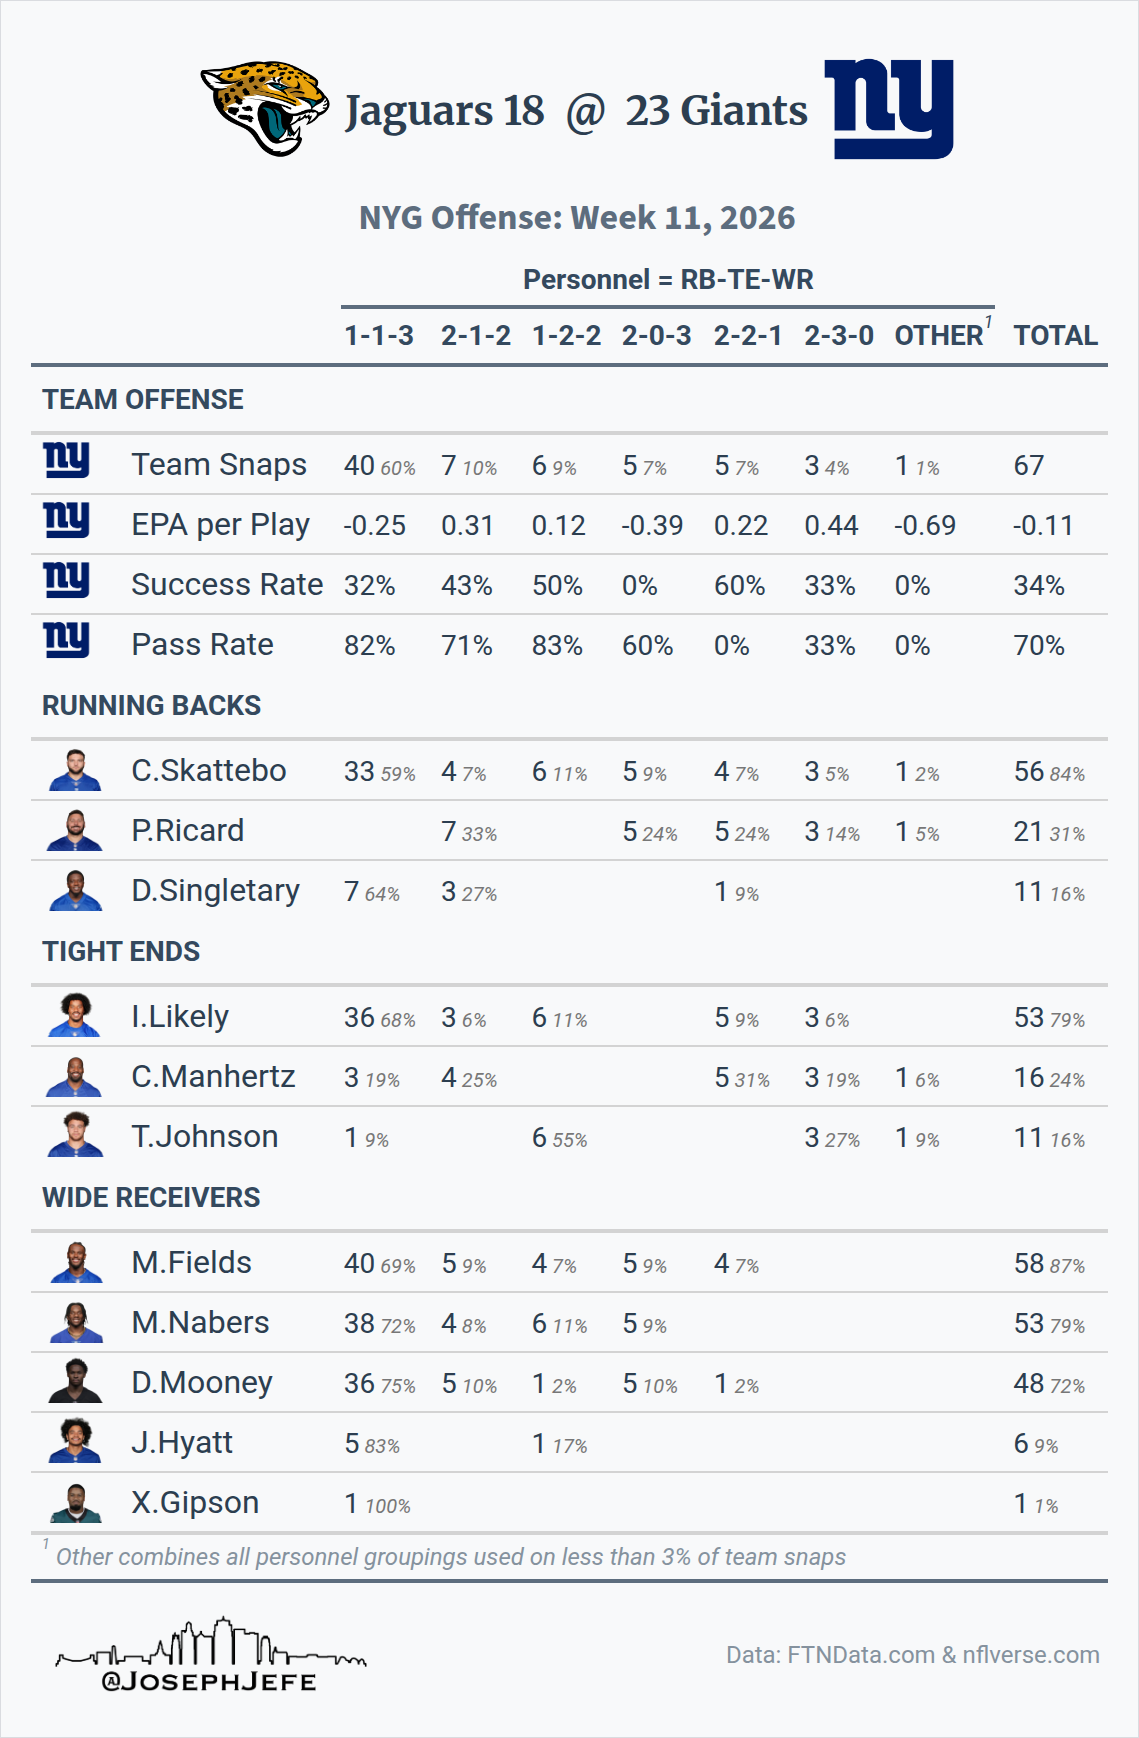 Jaguars 18 @ 23 Giants
ny
NYG Offense: Week 11, 2026
Personnel = RB-TE-WR
1-1-3 2-1-2 1-2-2 2-0-3 2-2-1 2-3-0 OTHER1 TOTAL
TEAM OFFENSE
ny Team Snaps 40 60% 7 10% 6 9% 5 7% 5 7% 3 4% 1 1% 67
ny EPA per Play -0.25 0.31 0.12 -0.39 0.22 0.44 -0.69 -0.11
ny Success Rate 32% 43% 50% 0% 60% 33% 0% 34%
ny Pass Rate 82% 71% 83% 60% 0% 33% 0% 70%
RUNNING BACKS
C.Skattebo 33 59% 4 7% 6 11% 5 9% 4 7% 3 5% 1 2% 56 84%
P.Ricard 7 33% 5 24% 5 24% 3 14% 1 5% 21 31%
D.Singletary 7 64% 3 27% 1 9% 11 16%
TIGHT ENDS
I.Likely 36 68% 3 6% 6 11% 5 9% 3 6% 53 79%
C.Manhertz 3 19% 4 25% 5 31% 3 19% 1 6% 16 24%
T.Johnson 1 9% 6 55% 3 27% 1 9% 11 16%
WIDE RECEIVERS
M.Fields 40 69% 5 9% 4 7% 5 9% 4 7% 58 87%
M.Nabers 38 72% 4 8% 6 11% 5 9% 53 79%
D.Mooney 36 75% 5 10% 1 2% 5 10% 1 2% 48 72%
J.Hyatt 5 83% 1 17% 6 9%
X.Gipson 1 100% 1 1%
1 Other combines all personnel groupings used on less than 3% of team snaps
@JOSEPHJEFE
Data: FTNData.com & nflverse.com